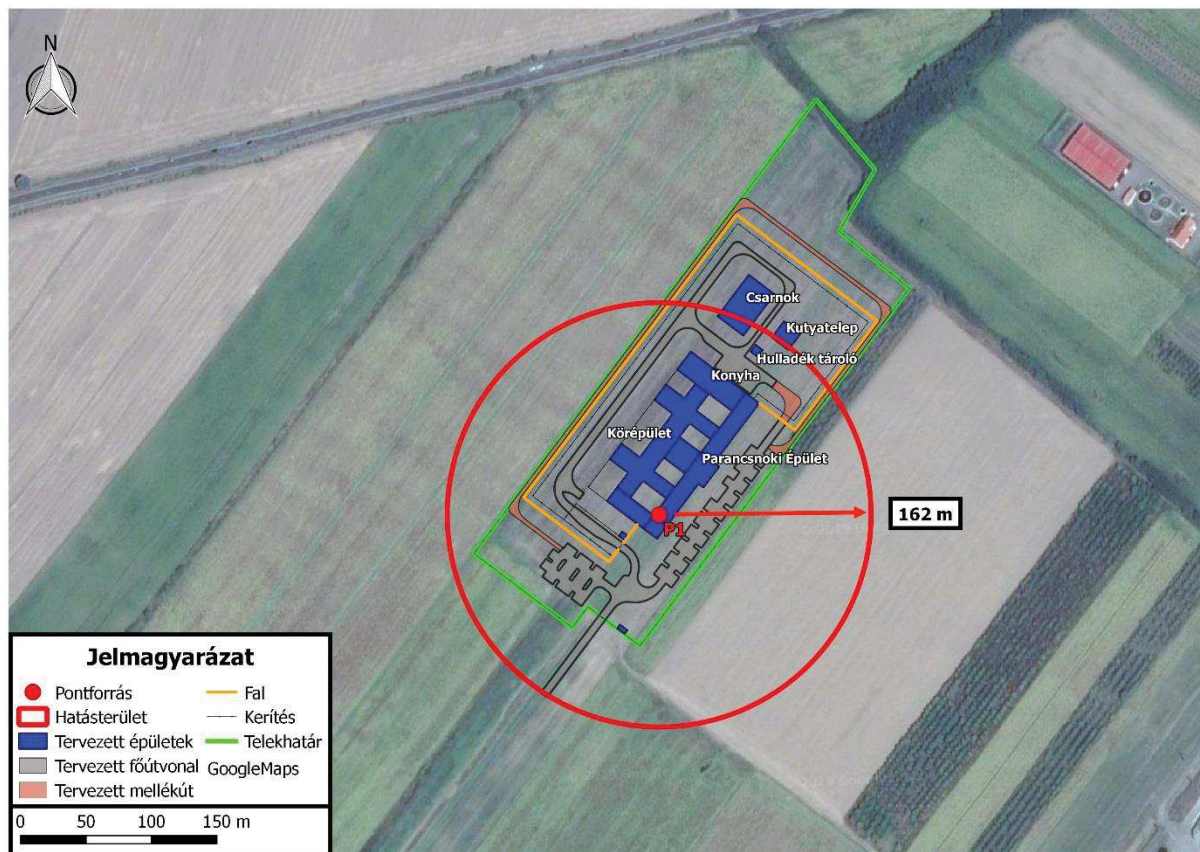 N
Csarnok
Kutyatelep
Hulladék tároló
Konyha
Körépület
Parancsnoki Épület
P1
162 m
Jelmagyarázat
Pontforrás
Fal
Hatásterület
Kerítés
Tervezett épületek
Telekhatár
Tervezett főútvonal
GoogleMaps
Tervezett mellékút
0 50 100 150 m